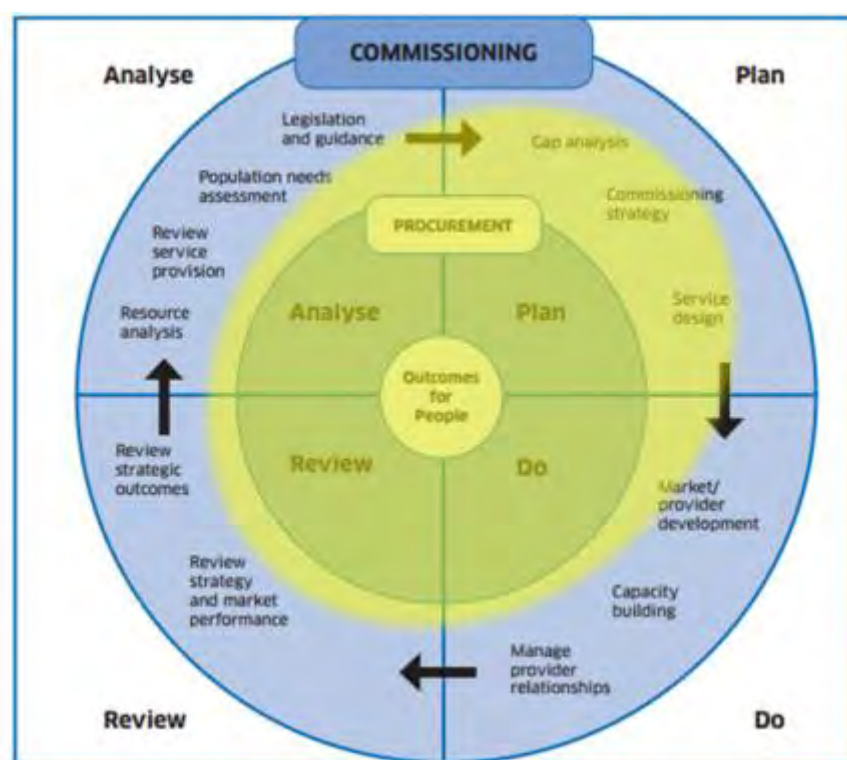 COMMISSIONING
Analyse
Plan
Legislation
and guidance
Gap analysis
Population needs
assessment
Commissioning
strategy
PROCUREMENT
Review
service
provision
Service
design
Resource
analysis
Analyse
Plan
Outcomes
for
People
Review
Do
Review
strategic
outcomes
Market/
provider
development
Review
strategy
and market
performance
Capacity
building
Manage
provider
relationships
Review
Do